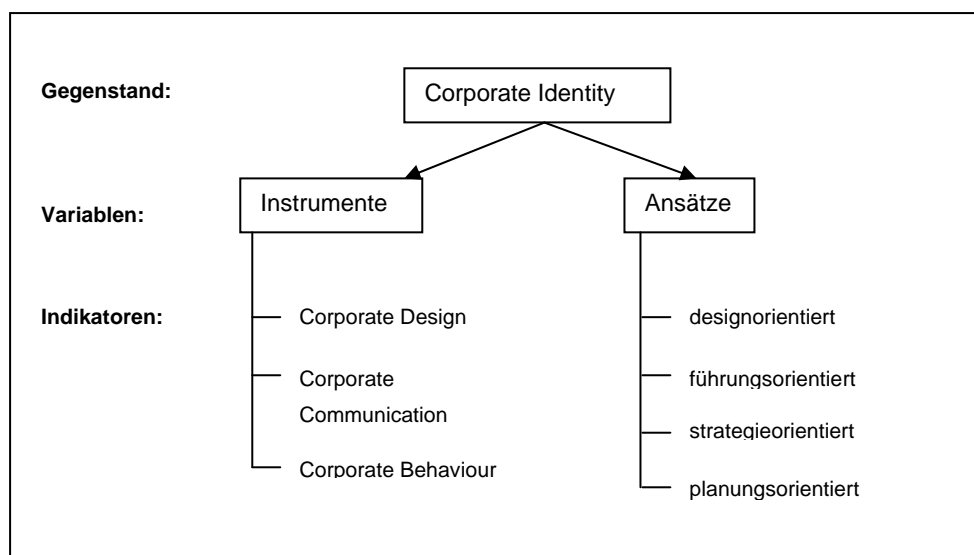 Gegenstand:
Corporate Identity
Variablen:
Instrumente
Ansätze
Indikatoren:
Corporate Design
Corporate
Communication
Corporate Behaviour
designorientiert
führungsorientiert
strategieorientiert
planungsorientiert